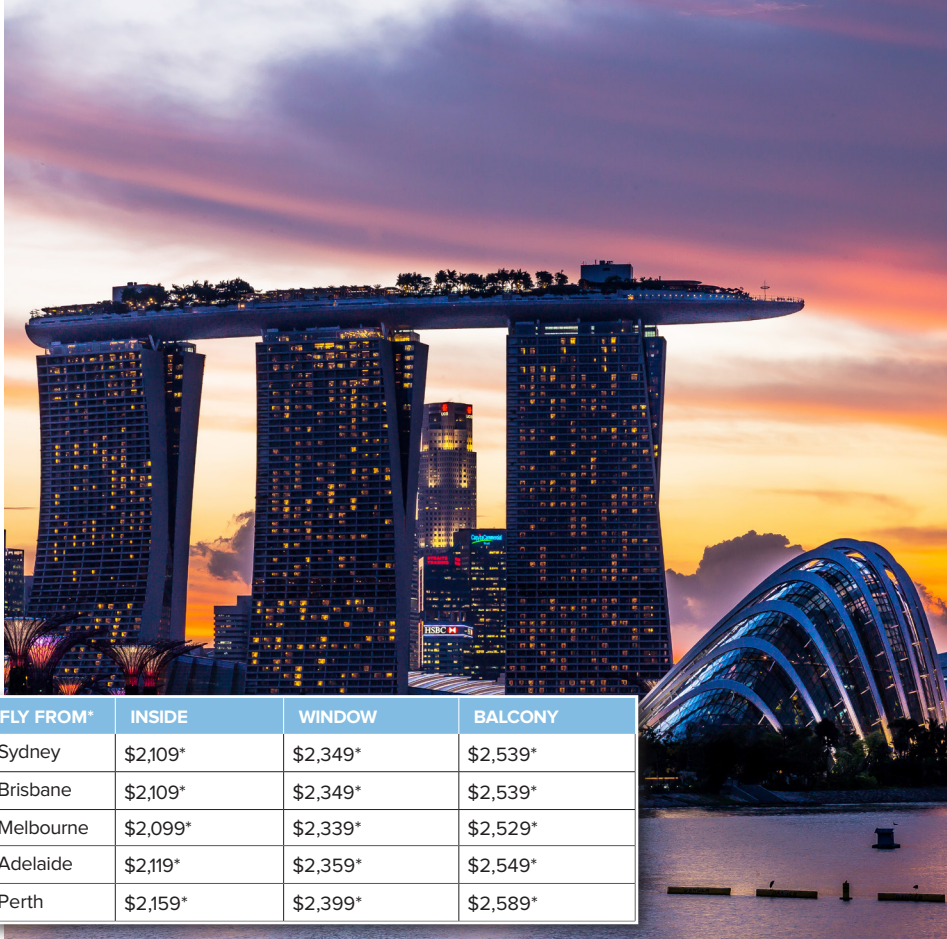 HSBC
FLY FROM* INSIDE WINDOW BALCONY
Sydney $2,109* $2,349* $2,539*
Brisbane $2,109* $2,349* $2,539*
Melbourne $2,099* $2,339* $2,529*
Adelaide $2,119* $2,359* $2,549*
Perth $2,159* $2,399* $2,589*